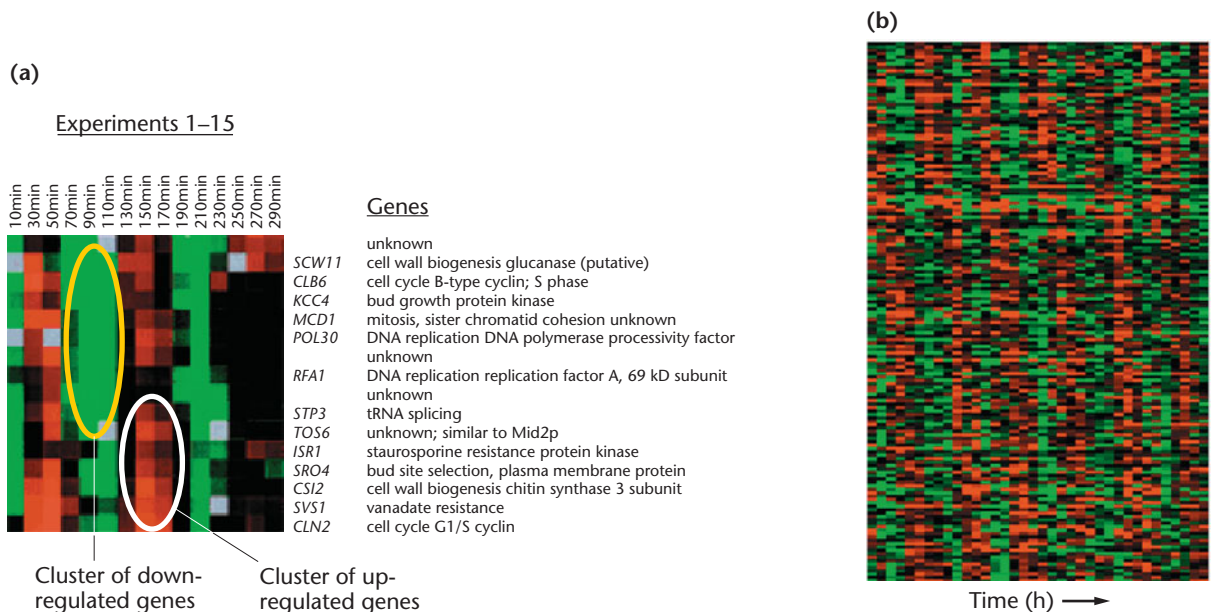 (a)
Experiments 1–15
10min
30min
50min
70min
90min
110min
130min
150min
170min
190min
210min
230min
250min
270min
290min
Genes
unknown
SCW11 cell wall biogenesis glucanase (putative)
CLB6 cell cycle B-type cyclin; S phase
KCC4 bud growth protein kinase
MCD1 mitosis, sister chromatid cohesion unknown
POL30 DNA replication DNA polymerase processivity factor
unknown
RFA1 DNA replication replication factor A, 69 kD subunit
unknown
STP3 tRNA splicing
TOS6 unknown; similar to Mid2p
ISR1 staurosporine resistance protein kinase
SRO4 bud site selection, plasma membrane protein
CSI2 cell wall biogenesis chitin synthase 3 subunit
SVS1 vanadate resistance
CLN2 cell cycle G1/S cyclin
Cluster of down-
regulated genes
Cluster of up-
regulated genes
(b)
Time (h)